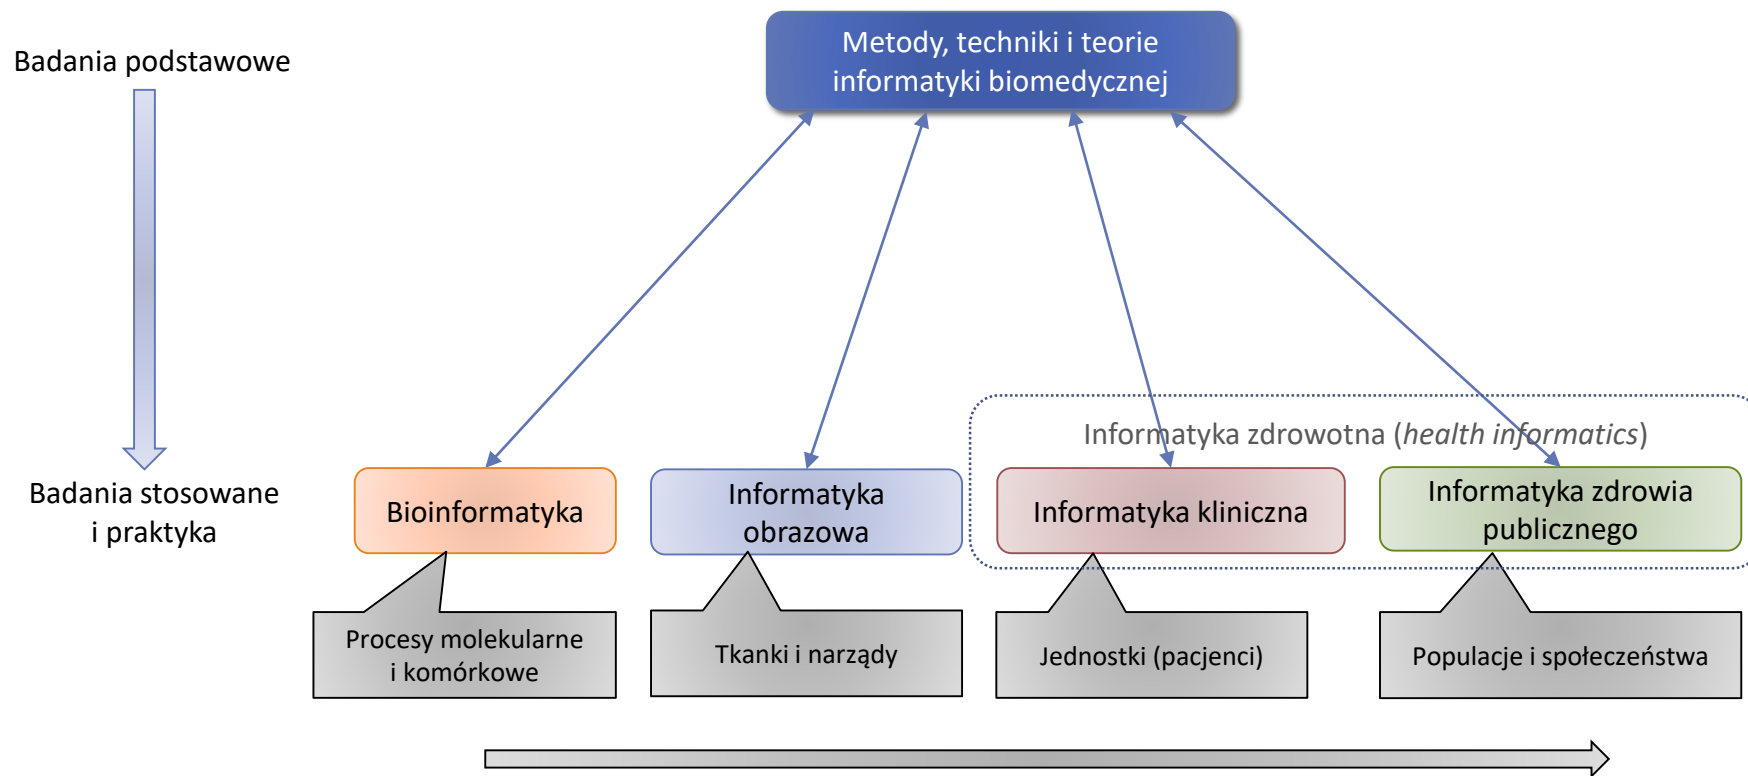 Badania podstawowe
Metody, techniki i teorie
informatyki biomedycznej
Informatyka zdrowotna (health informatics)
Badania stosowane
i praktyka
Bioinformatyka
Informatyka
obrazowa
Informatyka kliniczna
Informatyka zdrowia
publicznego
Procesy molekularne
i komórkowe
Tkanki i narządy
Jednostki (pacjenci)
Populacje i społeczeństwa